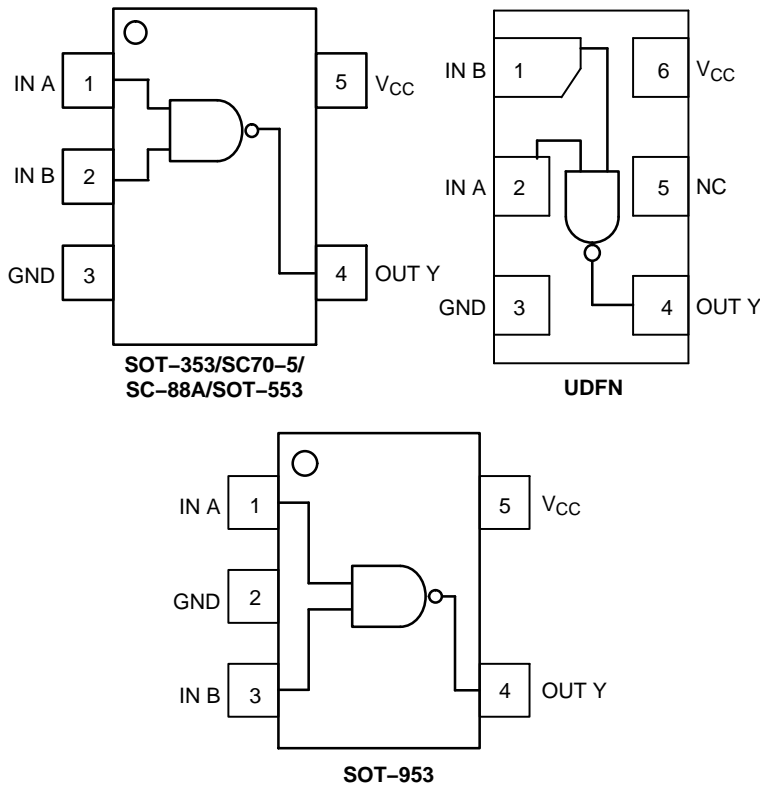 IN A 1 5 VCC
IN B 2
GND 3 4 OUT Y
SOT–353/SC70–5/
SC–88A/SOT–553
IN B 1 6 VCC
IN A 2 5 NC
GND 3 4 OUT Y
UDFN
IN A 1 5 VCC
GND 2
IN B 3 4 OUT Y
SOT–953